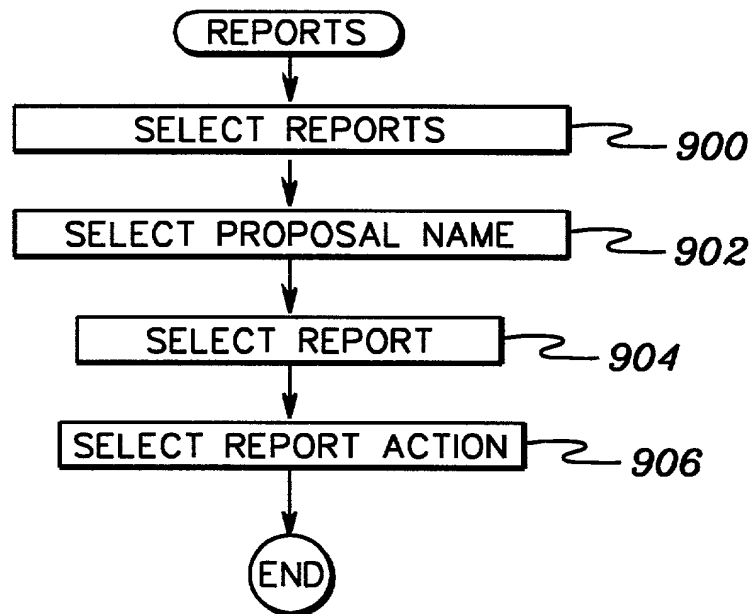 REPORTS
SELECT REPORTS
900
SELECT PROPOSAL NAME
902
SELECT REPORT
904
SELECT REPORT ACTION
906
END